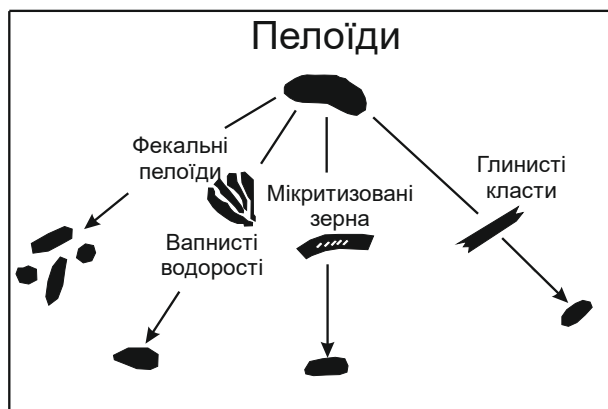 Пелоїди
Фекальні
пелоїди
Вапнисті
водорості
Мікритизовані
зерна
Глинисті
класти